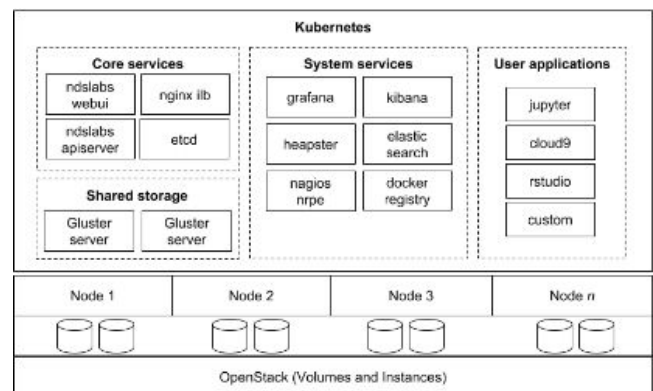 Kubernetes
Core services
ndslabs
webui
nginx ilb
ndslabs
apiserver
etcd
Shared storage
Gluster
server
Gluster
server
System services
grafana
kibana
heapster
elastic
search
nagios
nrpe
docker
registry
User applications
jupyter
cloud9
rstudio
custom
Node 1
Node 2
Node 3
Node n
OpenStack (Volumes and Instances)